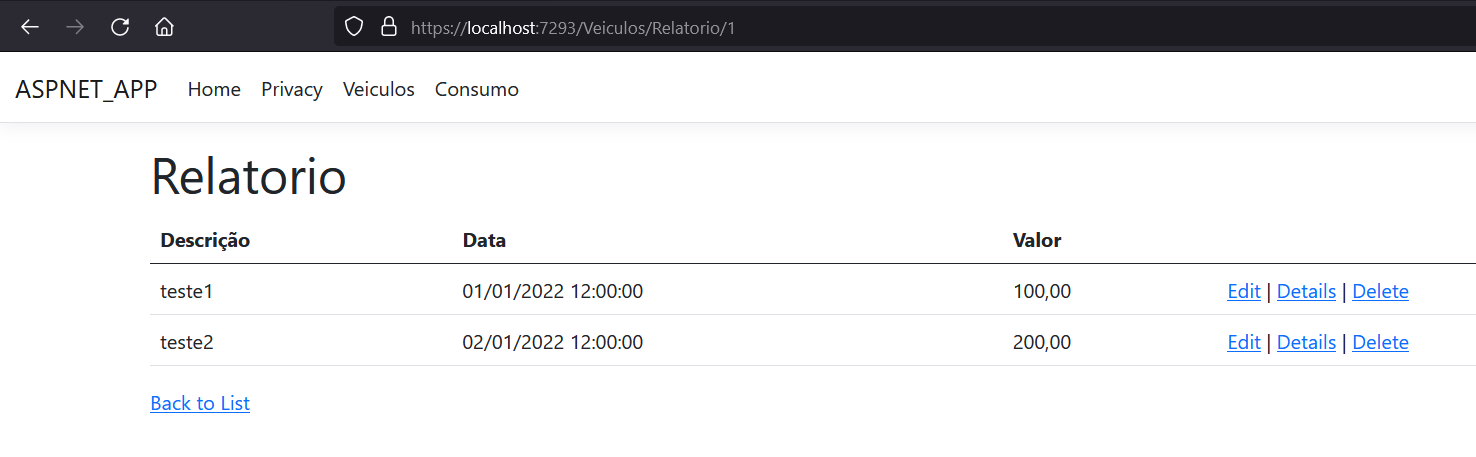 https://localhost:7293/Veiculos/Relatorio/1
ASPNET_APP Home Privacy Veiculos Consumo
Relatorio
Descrição Data Valor
teste1 01/01/2022 12:00:00 100,00 Edit | Details | Delete
teste2 02/01/2022 12:00:00 200,00 Edit | Details | Delete
Back to List